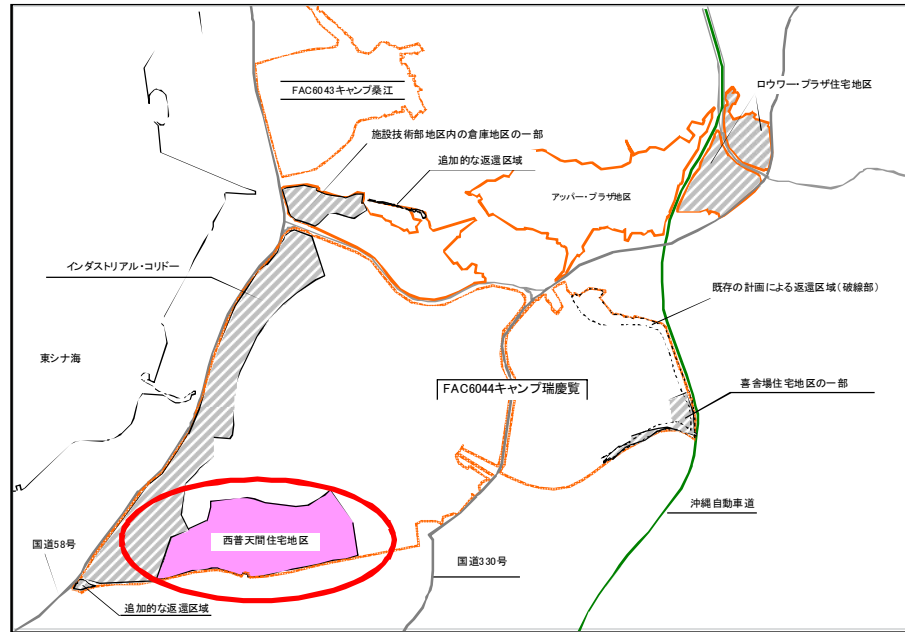 FAC6043キャンプ桑江
ロウワー・プラザ住宅地区
施設技術部地区内の倉庫地区の一部
追加的な返還区域
アッパー・プラザ地区
インダストリアル・コリドー
既存の計画による返還区域(破線部)
東シナ海
FAC6044キャンプ瑞慶覧
喜舎場住宅地区の一部
沖縄自動車道
国道58号
西普天間住宅地区
国道330号
追加的な返還区域